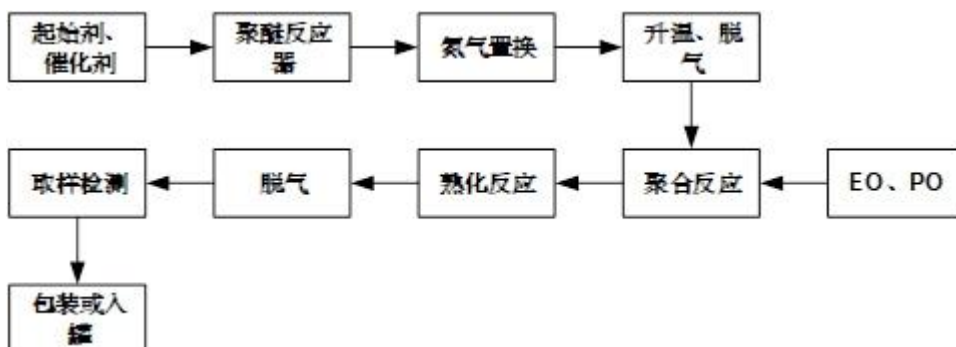 起始剂、
催化剂
聚醚反应
器
氮气置换
升温、脱
气
取样检测
脱气
熟化反应
聚合反应
EO、PO
包装或入
罐